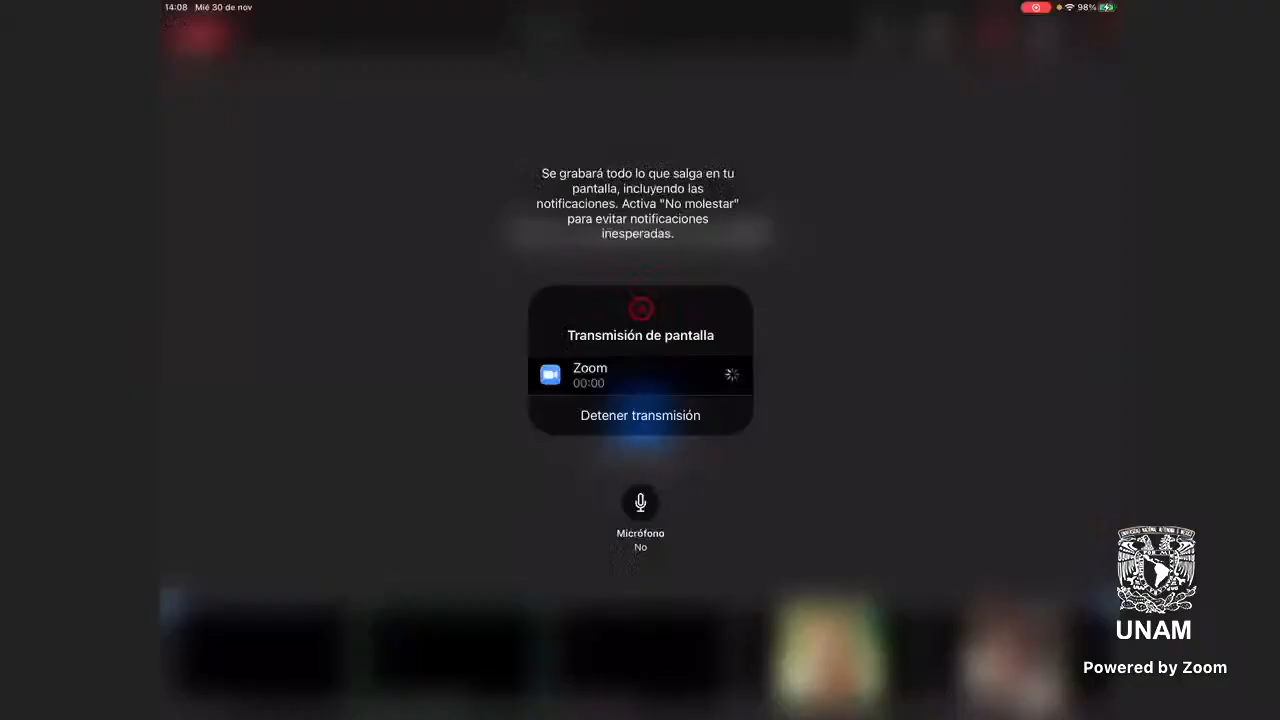 14:08 Mié 30 de nov
98%
Se grabará todo lo que salga en tu
pantalla, incluyendo las
notificaciones. Activa "No molestar"
para evitar notificaciones
inesperadas.
Transmisión de pantalla
Zoom
00:00
Detener transmisión
Micrófono
No
UNAM
Powered by Zoom